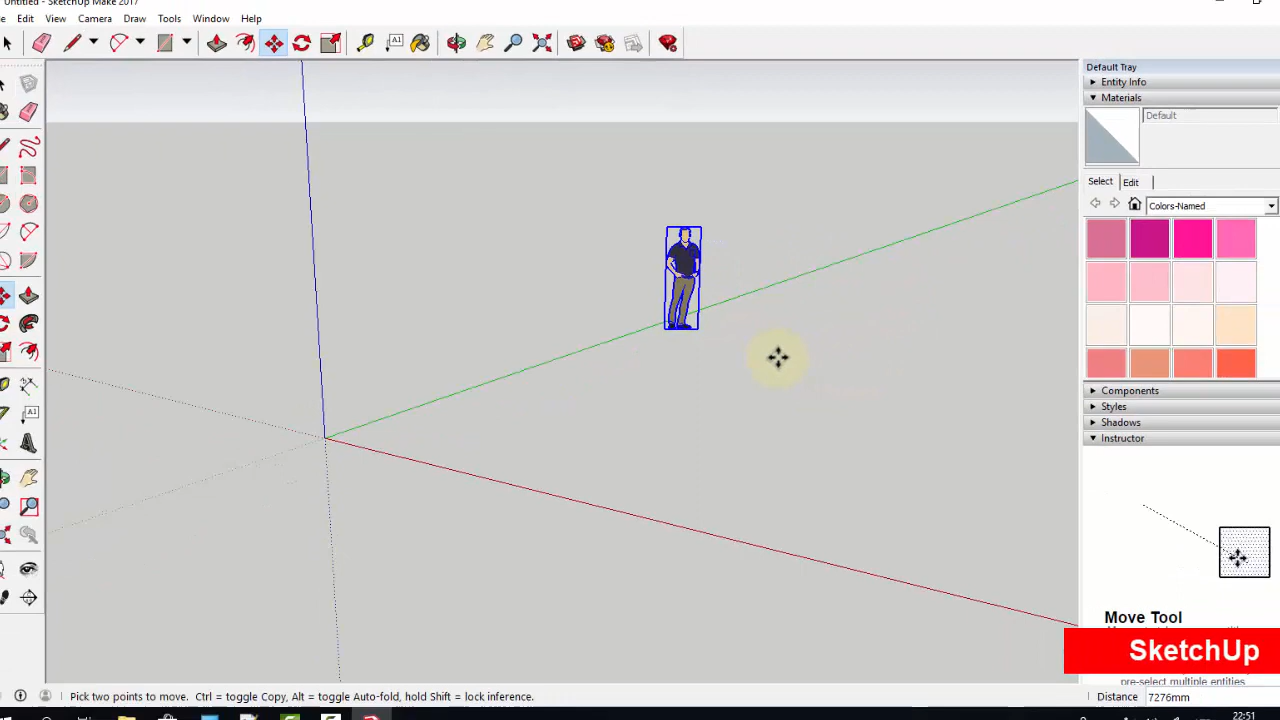 Untitled - SketchUp Make 2017
Edit View Camera Draw Tools Window Help
A1
Default Tray
Entity Info
Materials
Default
Select Edit
Colors-Named
Components
Styles
Shadows
A1
Instructor
Move Tool
SketchUp
pre-select multiple entities
Pick two points to move. Ctrl = toggle Copy, Alt = toggle Auto-fold, hold Shift = lock inference.
Distance 7276mm
22:51